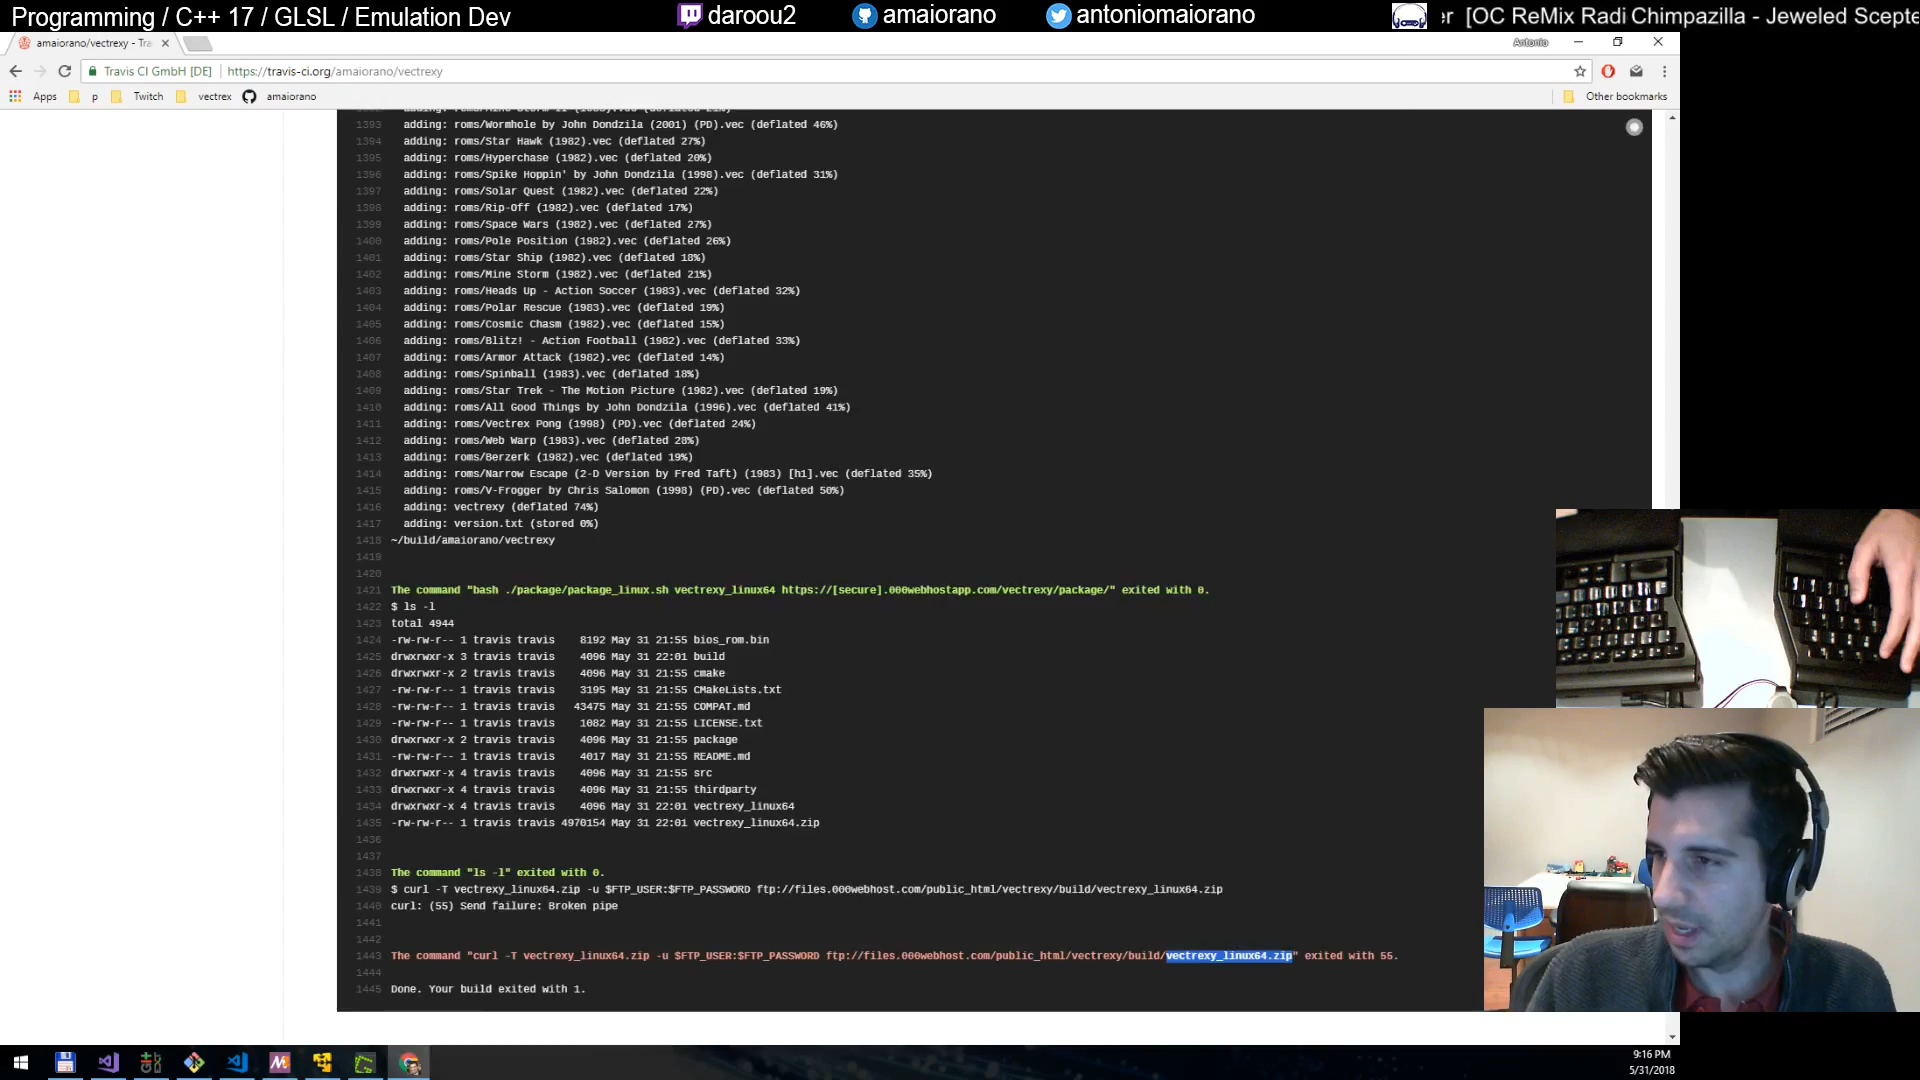 Programming / C++ 17 / GLSL / Emulation Dev
daroou2
amaiorano
antoniomaiorano
er [OC ReMix Radi Chimpazilla - Jeweled Scepte
amaiorano/vectrexy - Tra
Antonio
Travis CI GmbH [DE]
https://travis-ci.org/amaiorano/vectrexy
Apps
p
Twitch
vectrex
amaiorano
Other bookmarks
1393 adding: roms/Wormhole by John Dondzila (2001) (PD).vec (deflated 46%)
1394 adding: roms/Star Hawk (1982).vec (deflated 27%)
1395 adding: roms/Hyperchase (1982).vec (deflated 20%)
1396 adding: roms/Spike Hoppin' by John Dondzila (1998).vec (deflated 31%)
1397 adding: roms/Solar Quest (1982).vec (deflated 22%)
1398 adding: roms/Rip-Off (1982).vec (deflated 17%)
1399 adding: roms/Space Wars (1982).vec (deflated 27%)
1400 adding: roms/Pole Position (1982).vec (deflated 26%)
1401 adding: roms/Star Ship (1982).vec (deflated 18%)
1402 adding: roms/Mine Storm (1982).vec (deflated 21%)
1403 adding: roms/Heads Up - Action Soccer (1983).vec (deflated 32%)
1404 adding: roms/Polar Rescue (1983).vec (deflated 19%)
1405 adding: roms/Cosmic Chasm (1982).vec (deflated 15%)
1406 adding: roms/Blitz! - Action Football (1982).vec (deflated 33%)
1407 adding: roms/Armor Attack (1982).vec (deflated 14%)
1408 adding: roms/Spinball (1983).vec (deflated 18%)
1409 adding: roms/Star Trek - The Motion Picture (1982).vec (deflated 19%)
1410 adding: roms/All Good Things by John Dondzila (1996).vec (deflated 41%)
1411 adding: roms/Vectrex Pong (1998) (PD).vec (deflated 24%)
1412 adding: roms/Web Warp (1983).vec (deflated 28%)
1413 adding: roms/Berzerk (1982).vec (deflated 19%)
1414 adding: roms/Narrow Escape (2-D Version by Fred Taft) (1983) [h1].vec (deflated 35%)
1415 adding: roms/V-Frogger by Chris Salomon (1998) (PD).vec (deflated 50%)
1416 adding: vectrexy (deflated 74%)
1417 adding: version.txt (stored 0%)
1418 ~/build/amaiorano/vectrexy
1419
1420
1421 The command "bash ./package/package_linux.sh vectrexy_linux64 https://[secure].000webhostapp.com/vectrexy/package/" exited with 0.
1422 $ ls -l
1423 total 4944
1424 -rw-rw-r-- 1 travis travis 8192 May 31 21:55 bios_rom.bin
1425 drwxrwxr-x 3 travis travis 4096 May 31 22:01 build
1426 drwxrwxr-x 2 travis travis 4096 May 31 21:55 cmake
1427 -rw-rw-r-- 1 travis travis 3195 May 31 21:55 CMakeLists.txt
1428 -rw-rw-r-- 1 travis travis 43475 May 31 21:55 COMPAT.md
1429 -rw-rw-r-- 1 travis travis 1082 May 31 21:55 LICENSE.txt
1430 drwxrwxr-x 2 travis travis 4096 May 31 21:55 package
1431 -rw-rw-r-- 1 travis travis 4017 May 31 21:55 README.md
1432 drwxrwxr-x 4 travis travis 4096 May 31 21:55 src
1433 drwxrwxr-x 4 travis travis 4096 May 31 21:55 thirdparty
1434 drwxrwxr-x 4 travis travis 4096 May 31 22:01 vectrexy_linux64
1435 -rw-rw-r-- 1 travis travis 4970154 May 31 22:01 vectrexy_linux64.zip
1436
1437
1438 The command "ls -l" exited with 0.
1439 $ curl -T vectrexy_linux64.zip -u $FTP_USER:$FTP_PASSWORD ftp://files.000webhost.com/public_html/vectrexy/build/vectrexy_linux64.zip
1440 curl: (55) Send failure: Broken pipe
1441
1442
1443 The command "curl -T vectrexy_linux64.zip -u $FTP_USER:$FTP_PASSWORD ftp://files.000webhost.com/public_html/vectrexy/build/vectrexy_linux64.zip" exited with 55.
1444
1445 Done. Your build exited with 1.
9:16 PM
5/31/2018